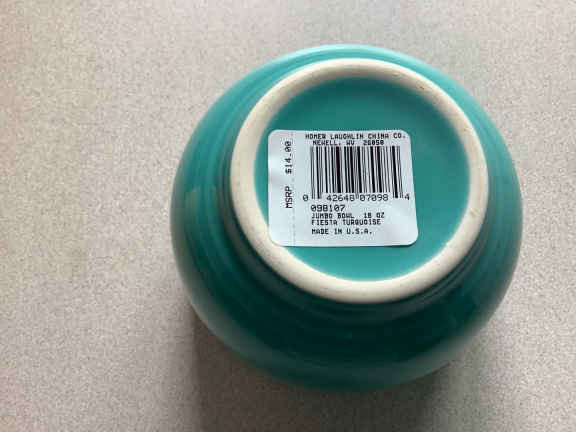 HOMER LAUGHLIN CHINA CO.
NEWELL, WV 26050
MSRP $14.00
0 42648 07098 4
098107
JUMBO BOWL 18 OZ
FIESTA TURQUOISE
MADE IN U.S.A.